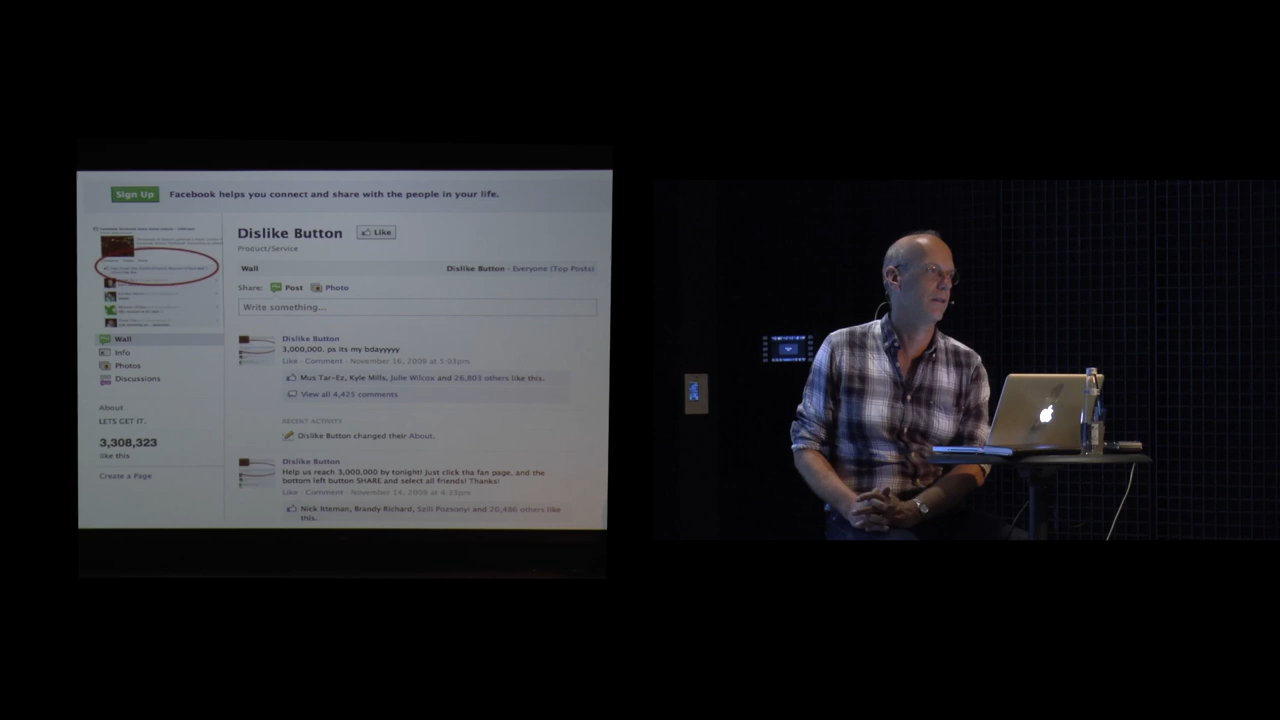 Sign Up Facebook helps you connect and share with the people in your life.
Dislike Button Like
Product/Service
Wall Dislike Button · Everyone (Top Posts)
Share: Post Photo
Write something...
Wall
Info
Photos
Discussions
About
LETS GET IT.
3,308,323
like this
Create a Page
Dislike Button
3,000,000. ps its my bdayyyyy
Like · Comment · November 16, 2009 at 5:03pm
Mus Tar-Ez, Kyle Mills, Julie Wilcox and 26,803 others like this.
View all 4,425 comments
RECENT ACTIVITY
Dislike Button changed their About.
Dislike Button
Help us reach 3,000,000 by tonight! Just click tha fan page, and the
bottom left button SHARE and select all friends! Thanks!
Like · Comment · November 14, 2009 at 4:33pm
Nick Itteman, Brandy Richard, Szili Pozsonyi and 20,486 others like
this.